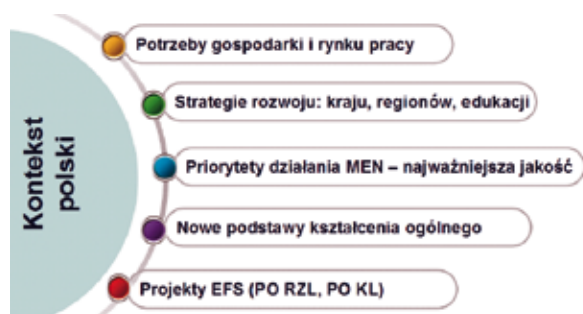 Kontekst
polski
Potrzeby gospodarki i rynku pracy
Strategie rozwoju: kraju, regionów, edukacji
Priorytety działania MEN – najważniejsza jakość
Nowe podstawy kształcenia ogólnego
Projekty EFS (PO RZL, PO KL)